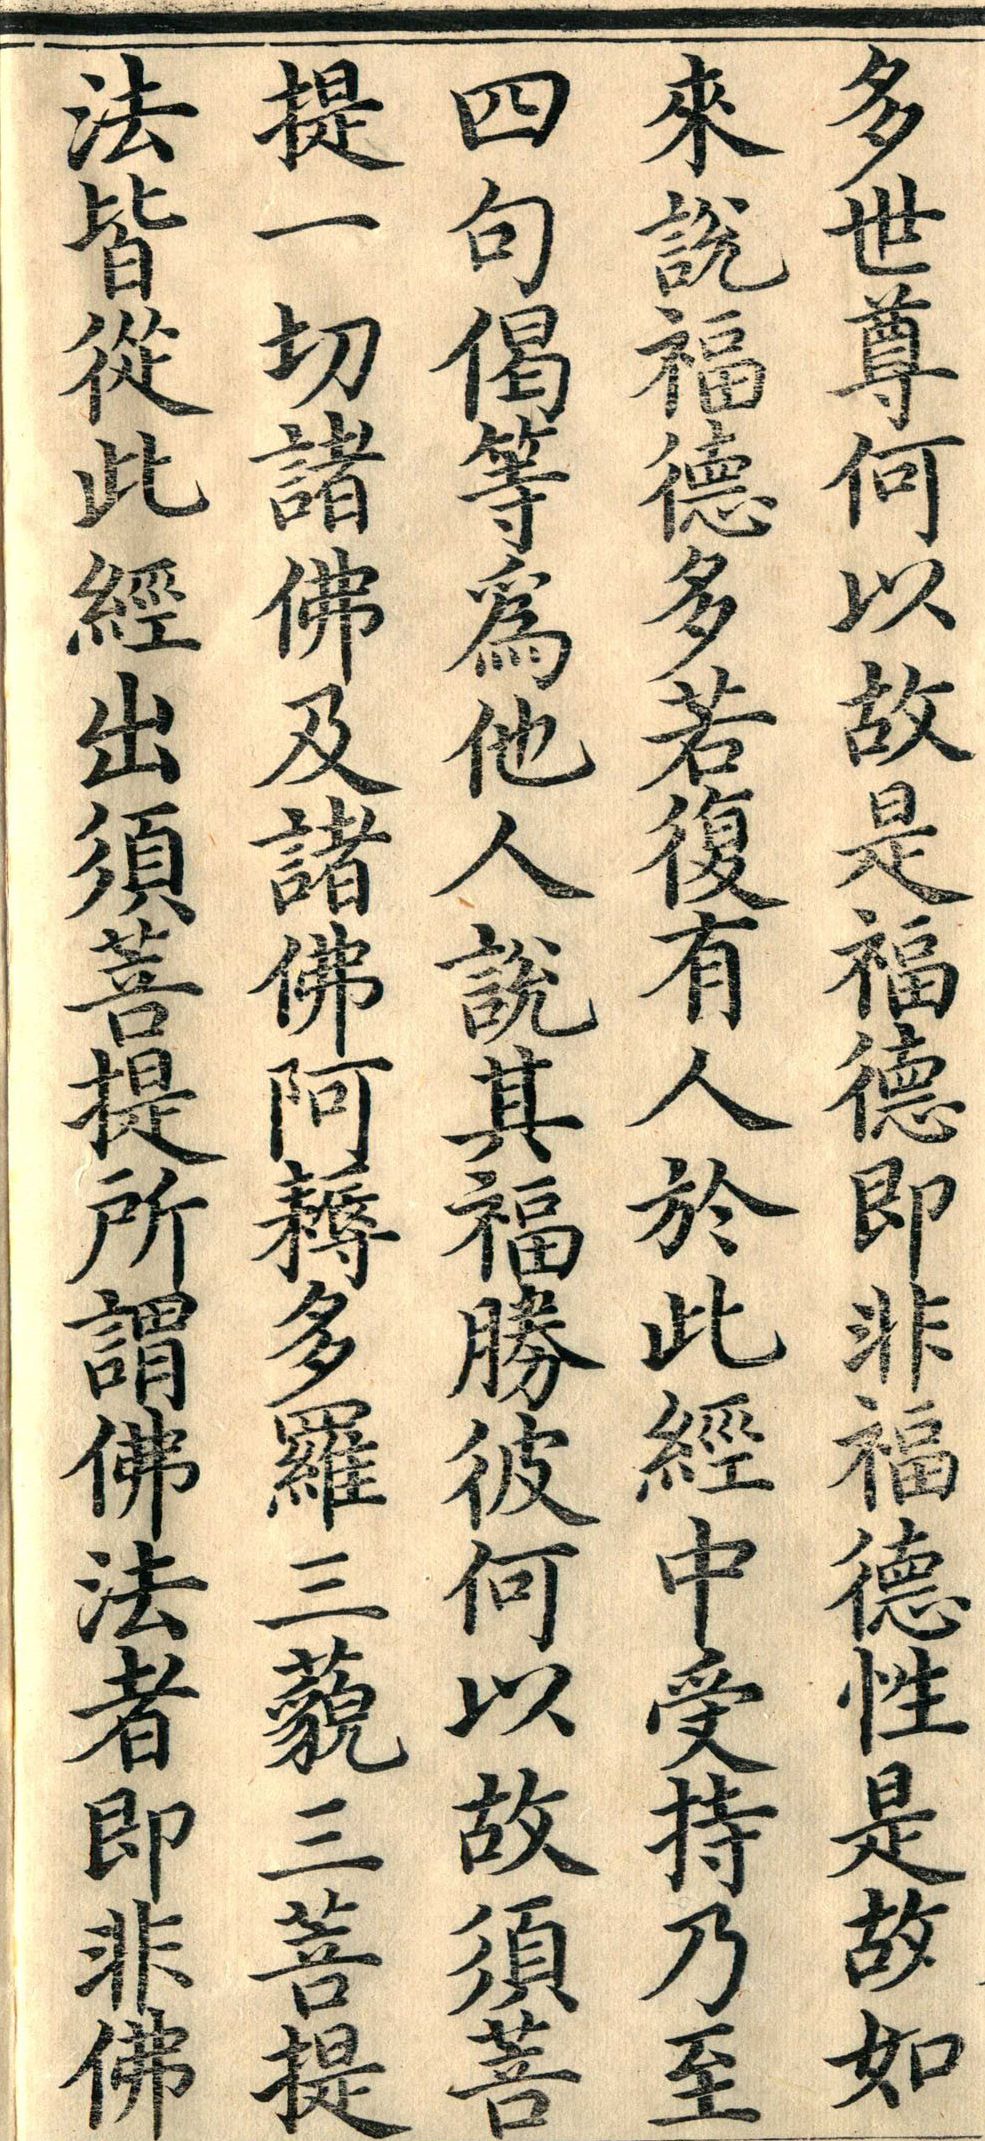 多世尊何以故是福德即非福德性是故如
來說福德多若復有人於此經中受持乃至
四句偈等爲他人說其福勝彼何以故須菩
提一切諸佛及諸佛阿耨多羅三藐三菩提
法皆從此經出須菩提所謂佛法者即非佛